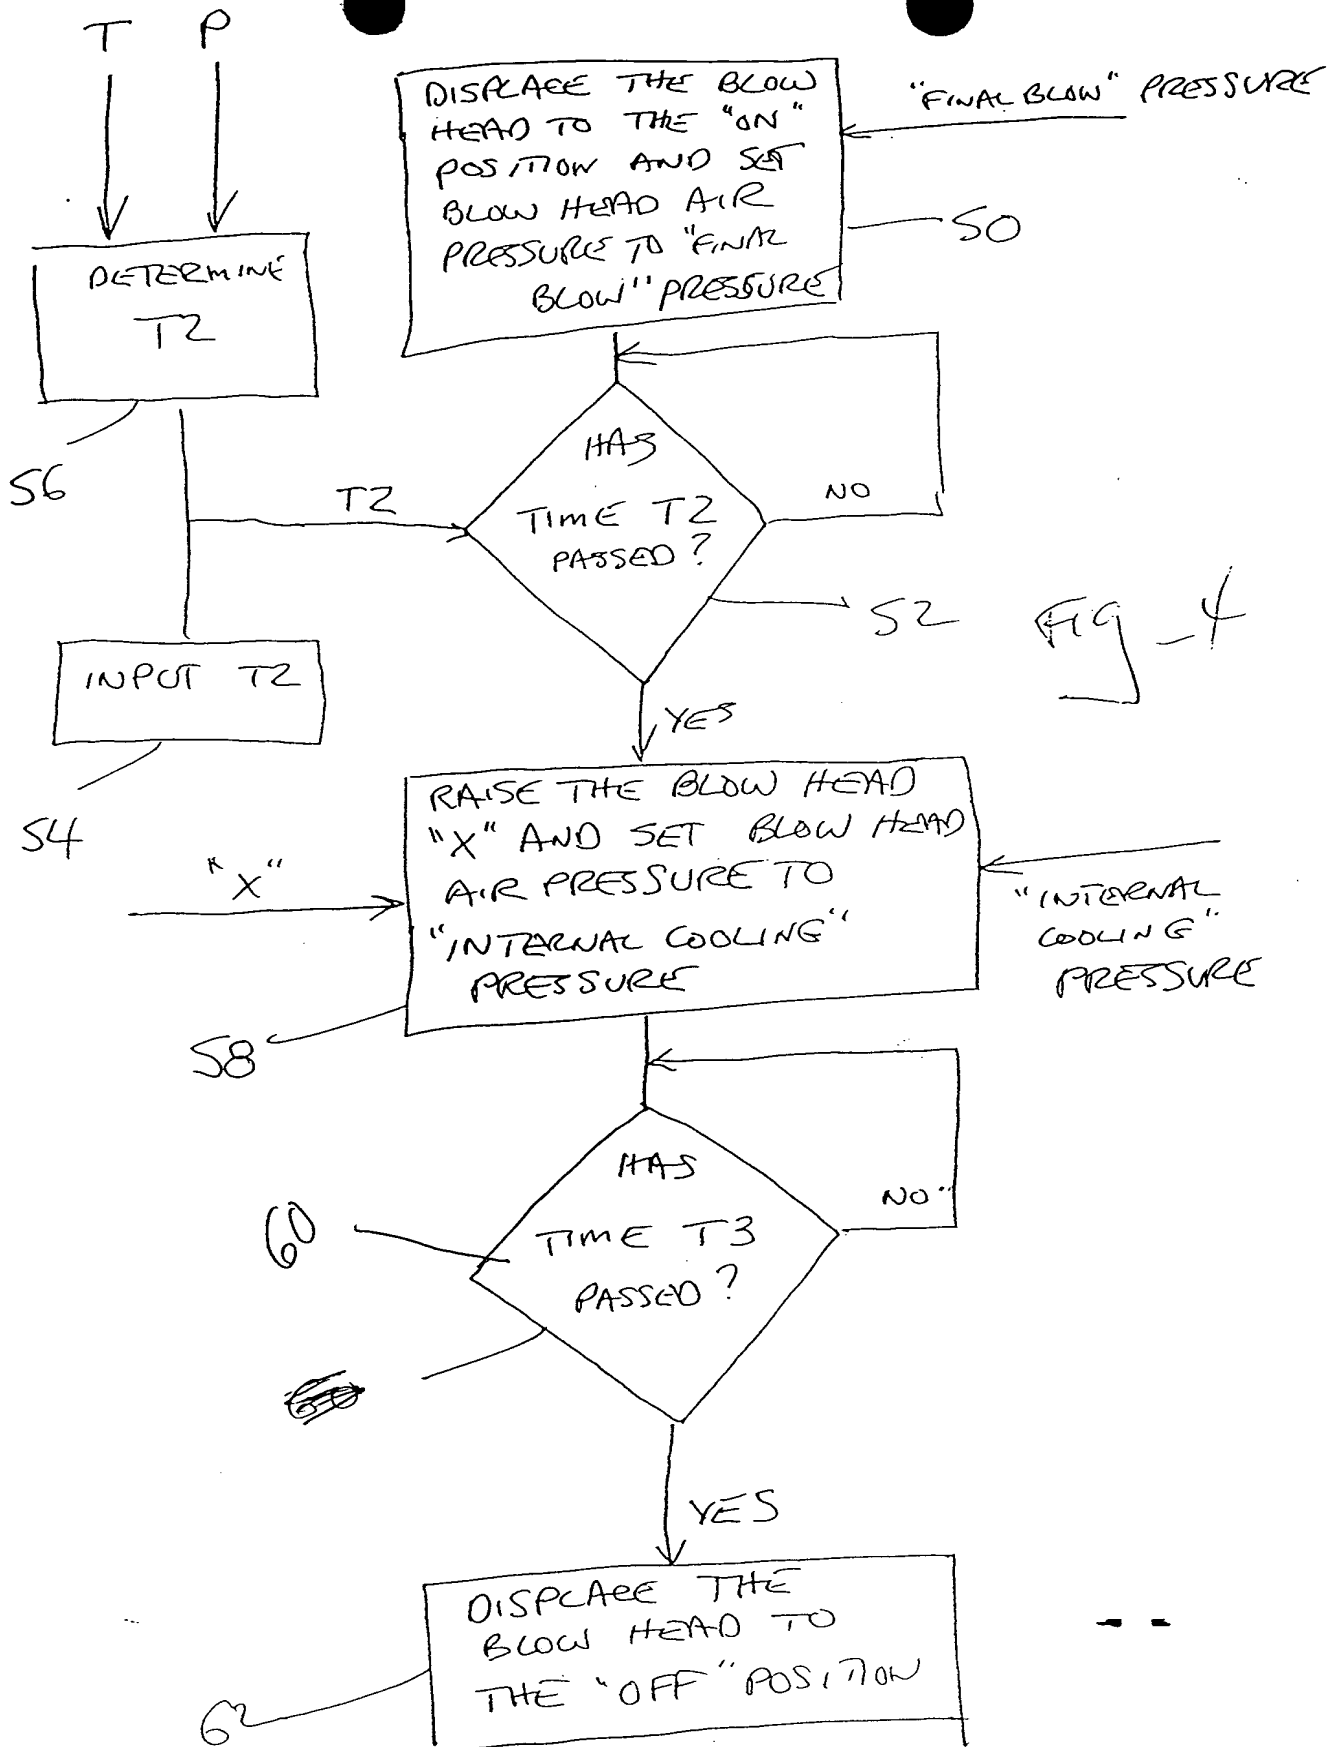 T P
DISPLACE THE BLOW
HEAD TO THE "ON"
POSITION AND SET
BLOW HEAD AIR
PRESSURE TO "FINAL
BLOW" PRESSURE
"FINAL BLOW" PRESSURE
50
DETERMINE
T2
56
T2
HAS
TIME T2
PASSED?
NO
52
Fig_4
INPUT T2
54
YES
RAISE THE BLOW HEAD
"X" AND SET BLOW HEAD
AIR PRESSURE TO
"INTERNAL COOLING"
PRESSURE
"X"
"INTERNAL
COOLING"
PRESSURE
58
HAS
TIME T3
PASSED?
NO
60
YES
DISPLACE THE
BLOW HEAD TO
THE "OFF" POSITION
62